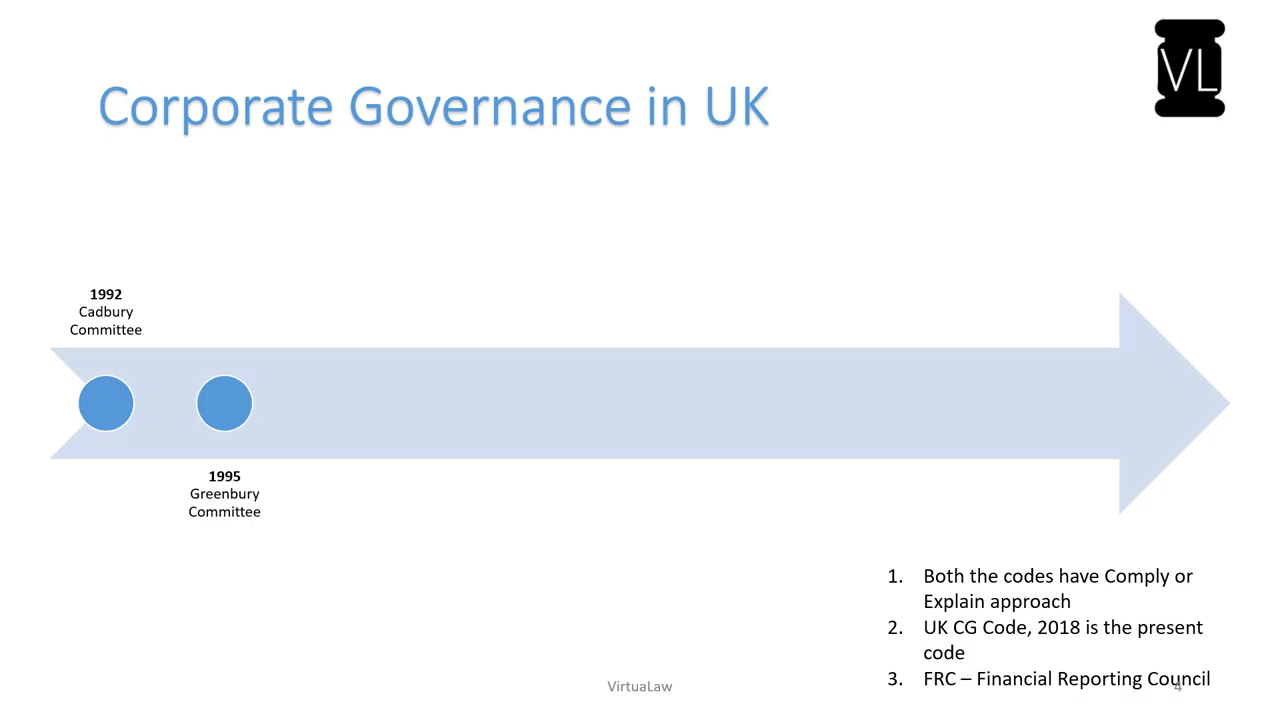 VL
Corporate Governance in UK
1992
Cadbury
Committee
1995
Greenbury
Committee
1. Both the codes have Comply or
Explain approach
2. UK CG Code, 2018 is the present
code
3. FRC – Financial Reporting Council
VirtuaLaw
4